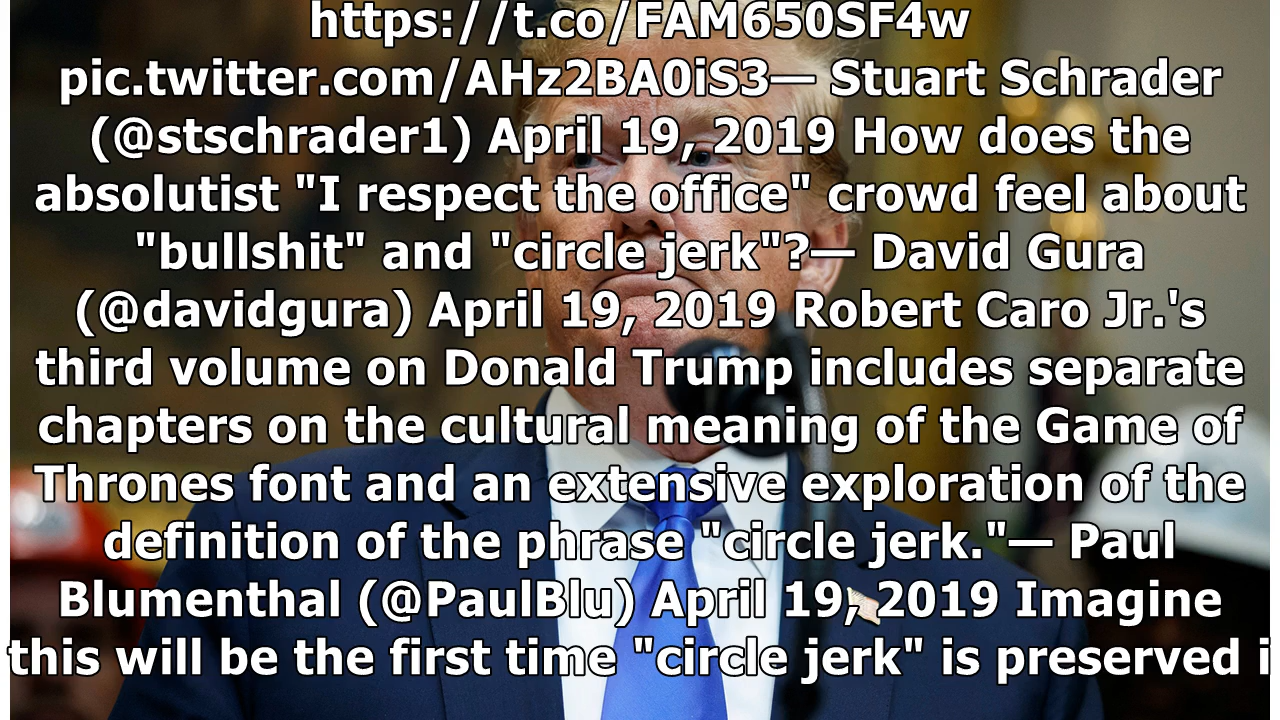 https://t.co/FAM650SF4w
pic.twitter.com/AHz2BA0iS3— Stuart Schrader
(@stschrader1) April 19, 2019 How does the
absolutist "I respect the office" crowd feel about
"bullshit" and "circle jerk"?— David Gura
(@davidgura) April 19, 2019 Robert Caro Jr.'s
third volume on Donald Trump includes separate
chapters on the cultural meaning of the Game of
Thrones font and an extensive exploration of the
definition of the phrase "circle jerk."— Paul
Blumenthal (@PaulBlu) April 19, 2019 Imagine
this will be the first time "circle jerk" is preserved i